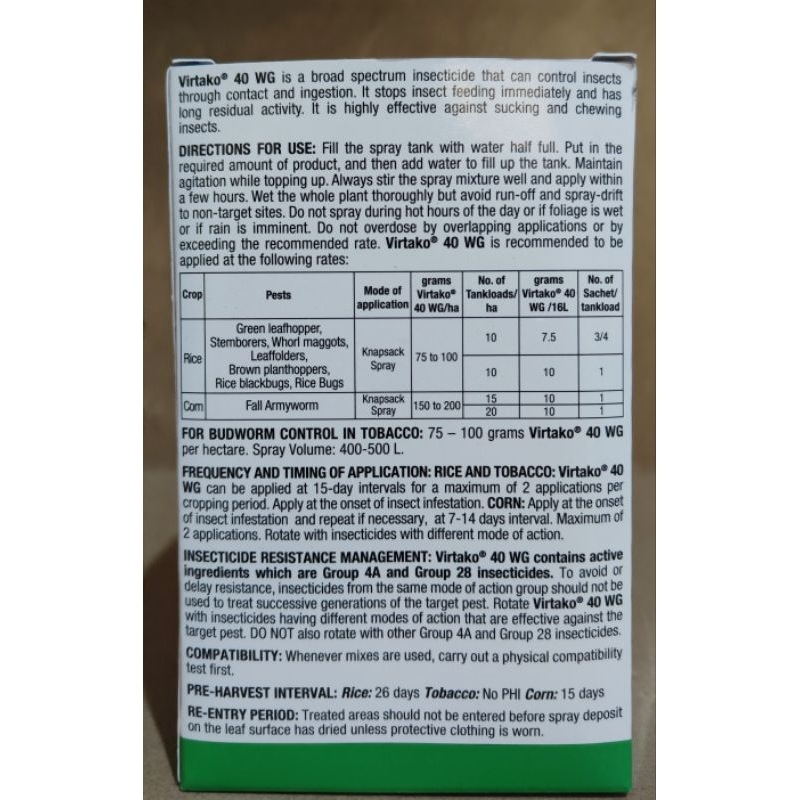 Virtako® 40 WG is a broad spectrum insecticide that can control insects
through contact and ingestion. It stops insect feeding immediately and has
long residual activity. It is highly effective against sucking and chewing
insects.
DIRECTIONS FOR USE: Fill the spray tank with water half full. Put in the
required amount of product, and then add water to fill up the tank. Maintain
agitation while topping up. Always stir the spray mixture well and apply within
a few hours. Wet the whole plant thoroughly but avoid run-off and spray-drift
to non-target sites. Do not spray during hot hours of the day or if foliage is wet
or if rain is imminent. Do not overdose by overlapping applications or by
exceeding the recommended rate. Virtako® 40 WG is recommended to be
applied at the following rates:
Crop Pests Mode of application grams Virtako® 40 WG/ha No. of Tankloads/ha grams Virtako® 40 WG /16L No. of Sachet/tankload
Rice Green leafhopper,
Stemborers, Whorl maggots,
Leaffolders,
Brown planthoppers,
Rice blackbugs, Rice Bugs
Knapsack
Spray
75 to 100
10 7.5 3/4
10 10 1
Corn Fall Armyworm Knapsack
Spray
150 to 200
15 10 1
20 10 1
FOR BUDWORM CONTROL IN TOBACCO: 75 – 100 grams Virtako® 40 WG
per hectare. Spray Volume: 400-500 L.
FREQUENCY AND TIMING OF APPLICATION: RICE AND TOBACCO: Virtako® 40
WG can be applied at 15-day intervals for a maximum of 2 applications per
cropping period. Apply at the onset of insect infestation. CORN: Apply at the onset
of insect infestation and repeat if necessary, at 7-14 days interval. Maximum of
2 applications. Rotate with insecticides with different mode of action.
INSECTICIDE RESISTANCE MANAGEMENT: Virtako® 40 WG contains active
ingredients which are Group 4A and Group 28 insecticides. To avoid or
delay resistance, insecticides from the same mode of action group should not be
used to treat successive generations of the target pest. Rotate Virtako® 40 WG
with insecticides having different modes of action that are effective against the
target pest. DO NOT also rotate with other Group 4A and Group 28 insecticides.
COMPATIBILITY: Whenever mixes are used, carry out a physical compatibility
test first.
PRE-HARVEST INTERVAL: Rice: 26 days Tobacco: No PHI Corn: 15 days
RE-ENTRY PERIOD: Treated areas should not be entered before spray deposit
on the leaf surface has dried unless protective clothing is worn.